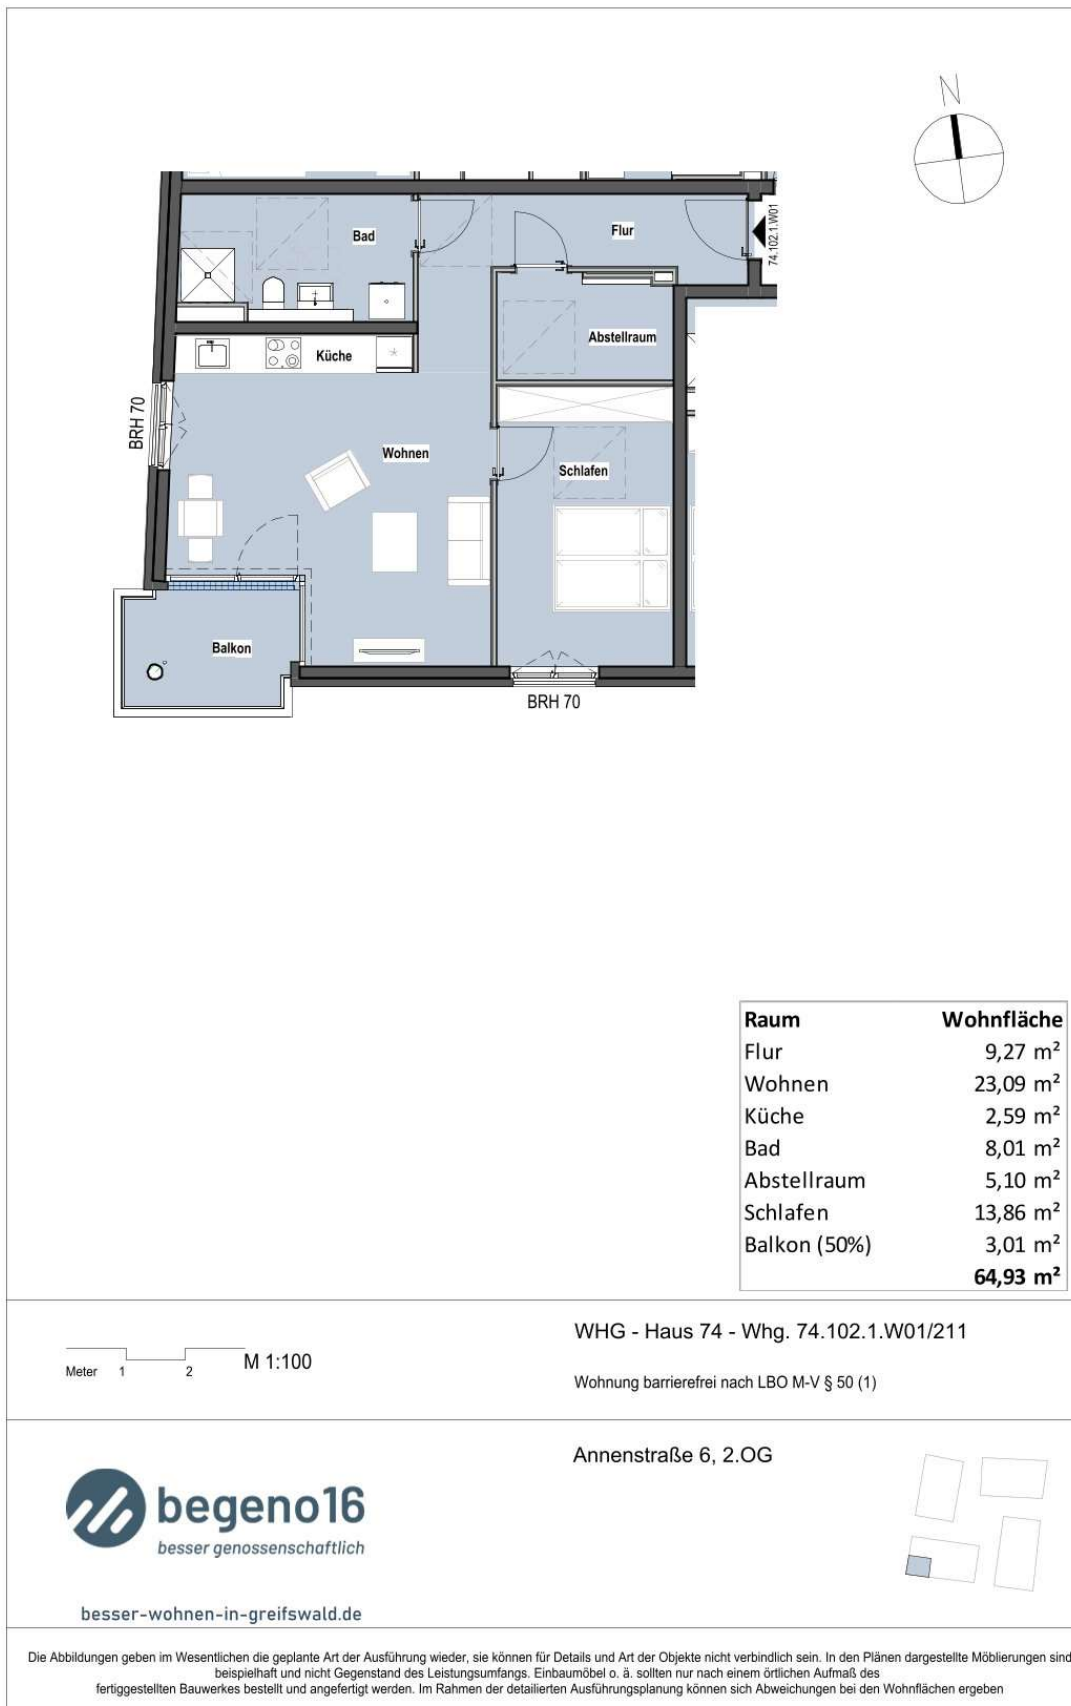 N
Bad
Flur
74.102.1.W01
Abstellraum
Küche
BRH 70
Wohnen
Schlafen
Balkon
BRH 70
Raum Wohnfläche
Flur 9,27 m²
Wohnen 23,09 m²
Küche 2,59 m²
Bad 8,01 m²
Abstellraum 5,10 m²
Schlafen 13,86 m²
Balkon (50%) 3,01 m²
64,93 m²
Meter 1 2 M 1:100
WHG - Haus 74 - Whg. 74.102.1.W01/211
Wohnung barrierefrei nach LBO M-V § 50 (1)
Annenstraße 6, 2.OG
begeno16
besser genossenschaftlich
besser-wohnen-in-greifswald.de
Die Abbildungen geben im Wesentlichen die geplante Art der Ausführung wieder, sie können für Details und Art der Objekte nicht verbindlich sein. In den Plänen dargestellte Möblierungen sind
beispielhaft und nicht Gegenstand des Leistungsumfangs. Einbaumöbel o. ä. sollten nur nach einem örtlichen Aufmaß des
fertiggestellten Bauwerkes bestellt und angefertigt werden. Im Rahmen der detailierten Ausführungsplanung können sich Abweichungen bei den Wohnflächen ergeben